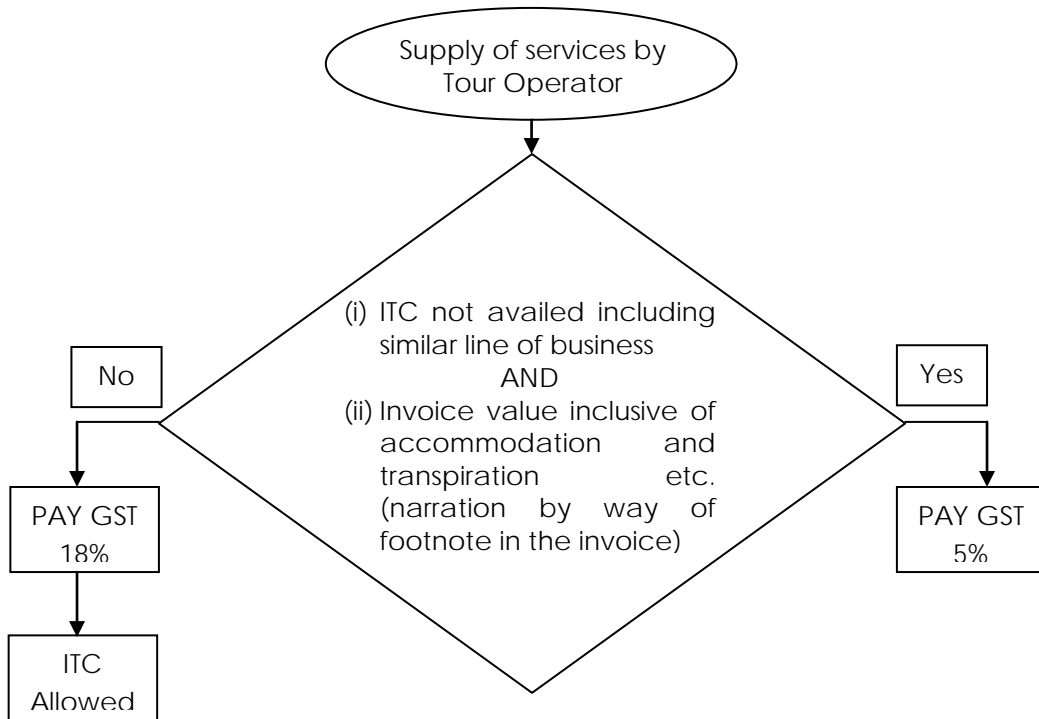 Supply of services by
Tour Operator
(i) ITC not availed including
similar line of business
AND
(ii) Invoice value inclusive of
accommodation and
transpiration etc.
(narration by way of
footnote in the invoice)
No
Yes
PAY GST
18%
PAY GST
5%
ITC
Allowed